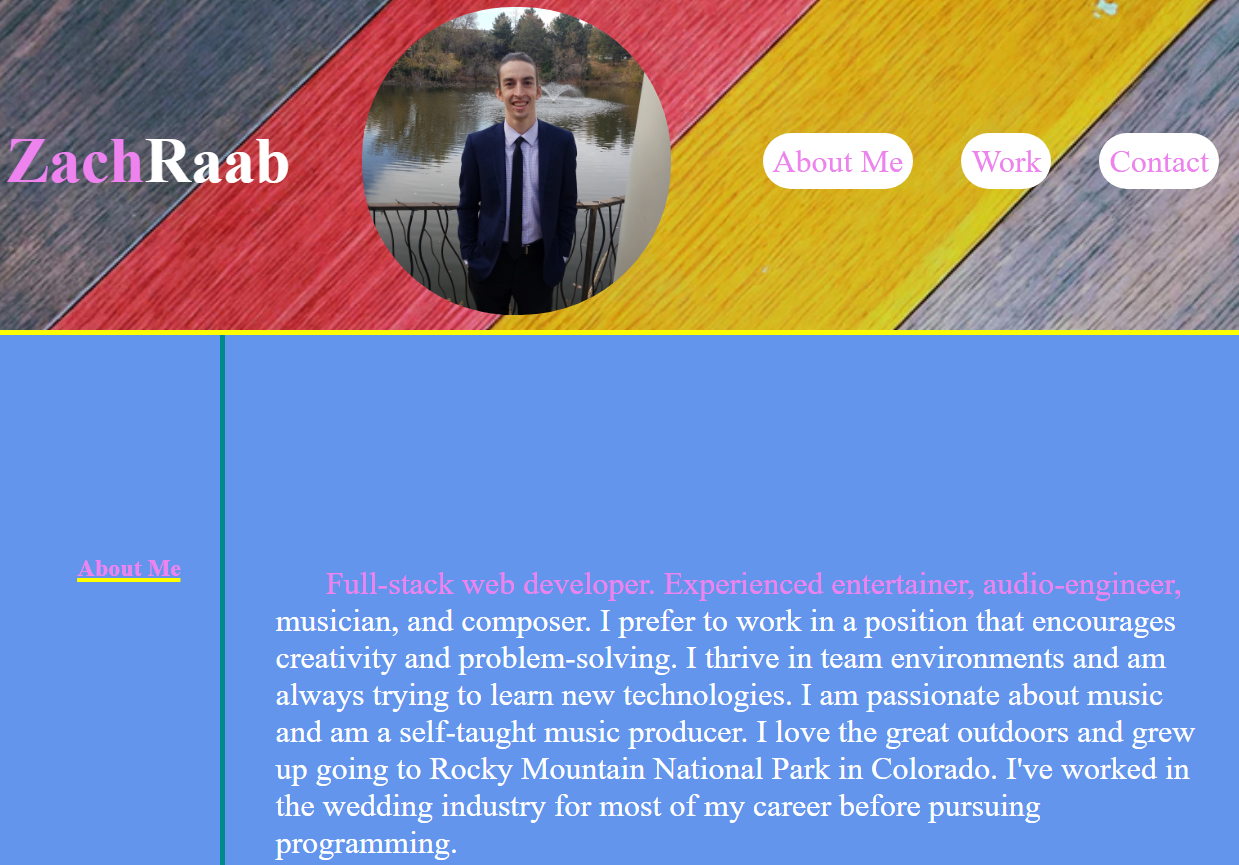 ZachRaab
About Me
Work
Contact
About Me
Full-stack web developer. Experienced entertainer, audio-engineer,
musician, and composer. I prefer to work in a position that encourages
creativity and problem-solving. I thrive in team environments and am
always trying to learn new technologies. I am passionate about music
and am a self-taught music producer. I love the great outdoors and grew
up going to Rocky Mountain National Park in Colorado. I've worked in
the wedding industry for most of my career before pursuing
programming.